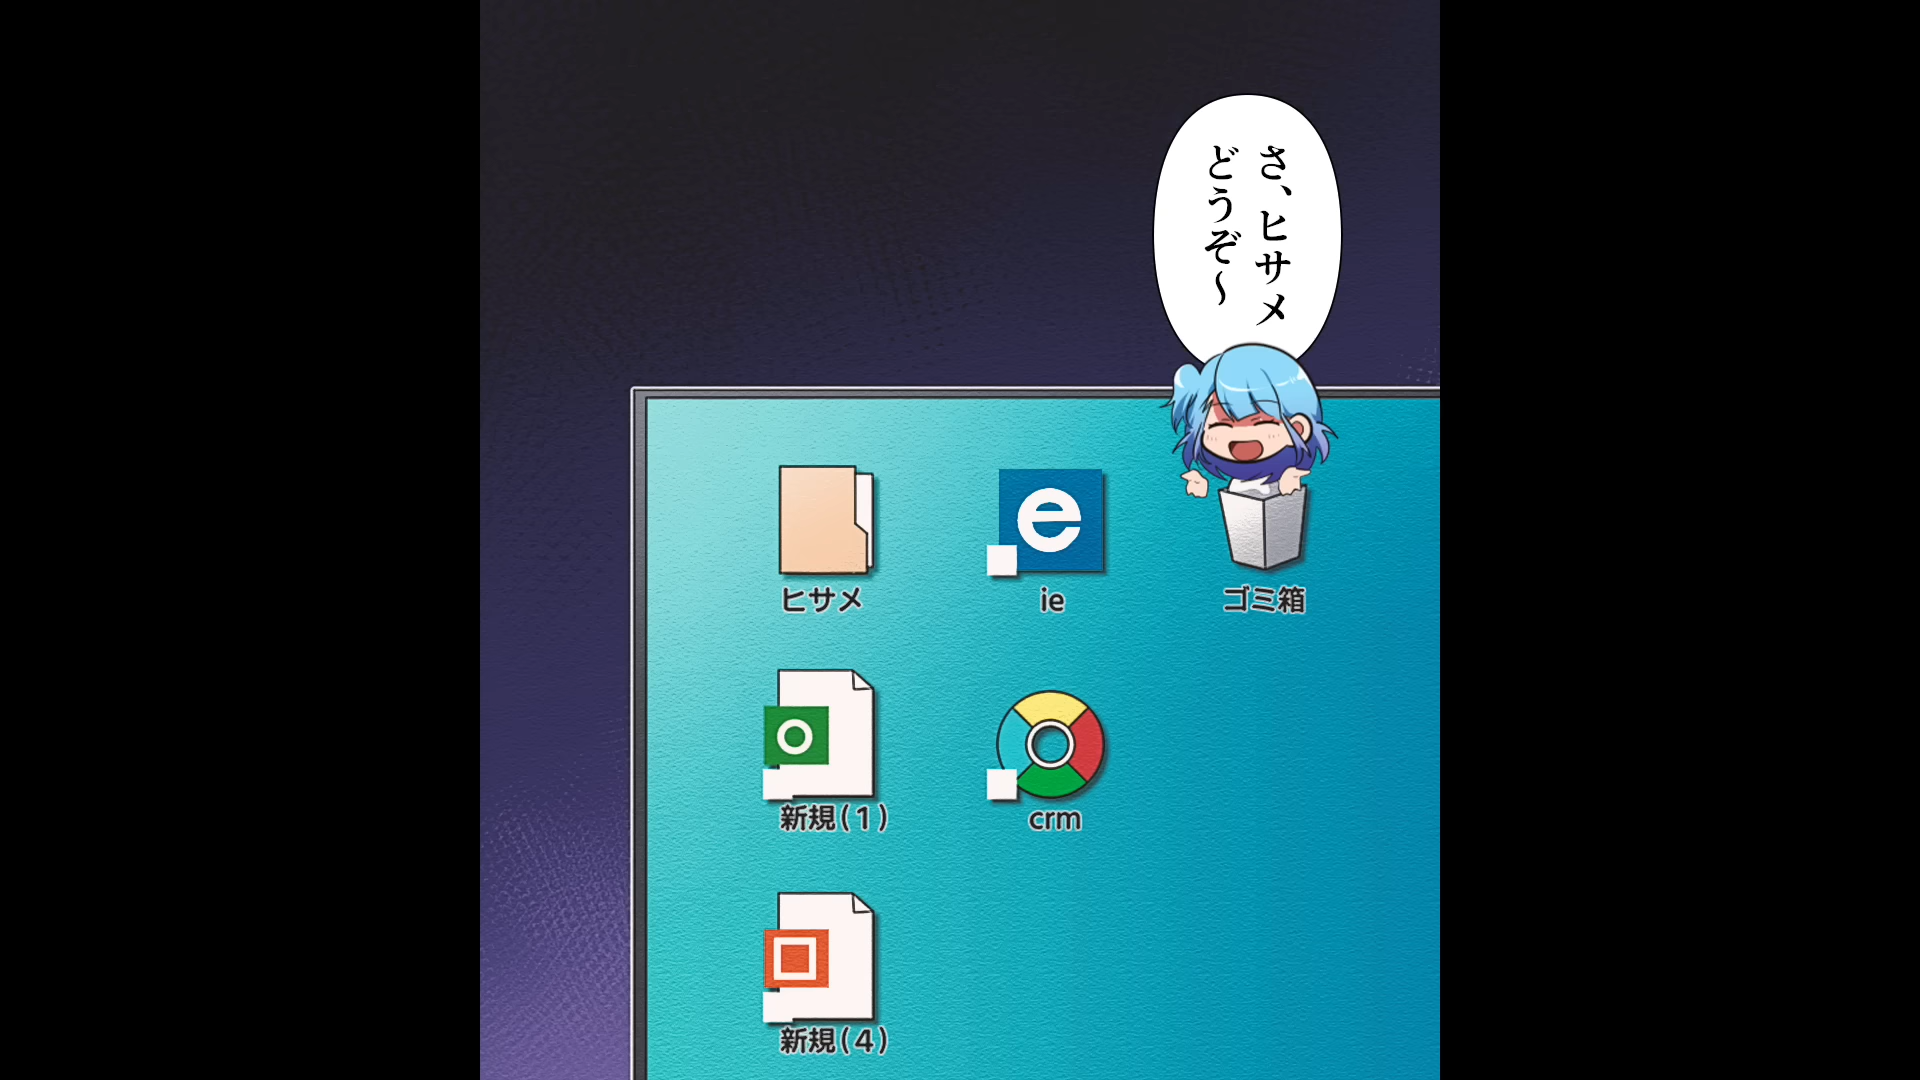 さ、ヒサメ
どうぞ〜
ヒサメ
ie
ゴミ箱
新規(1)
crm
新規(4)